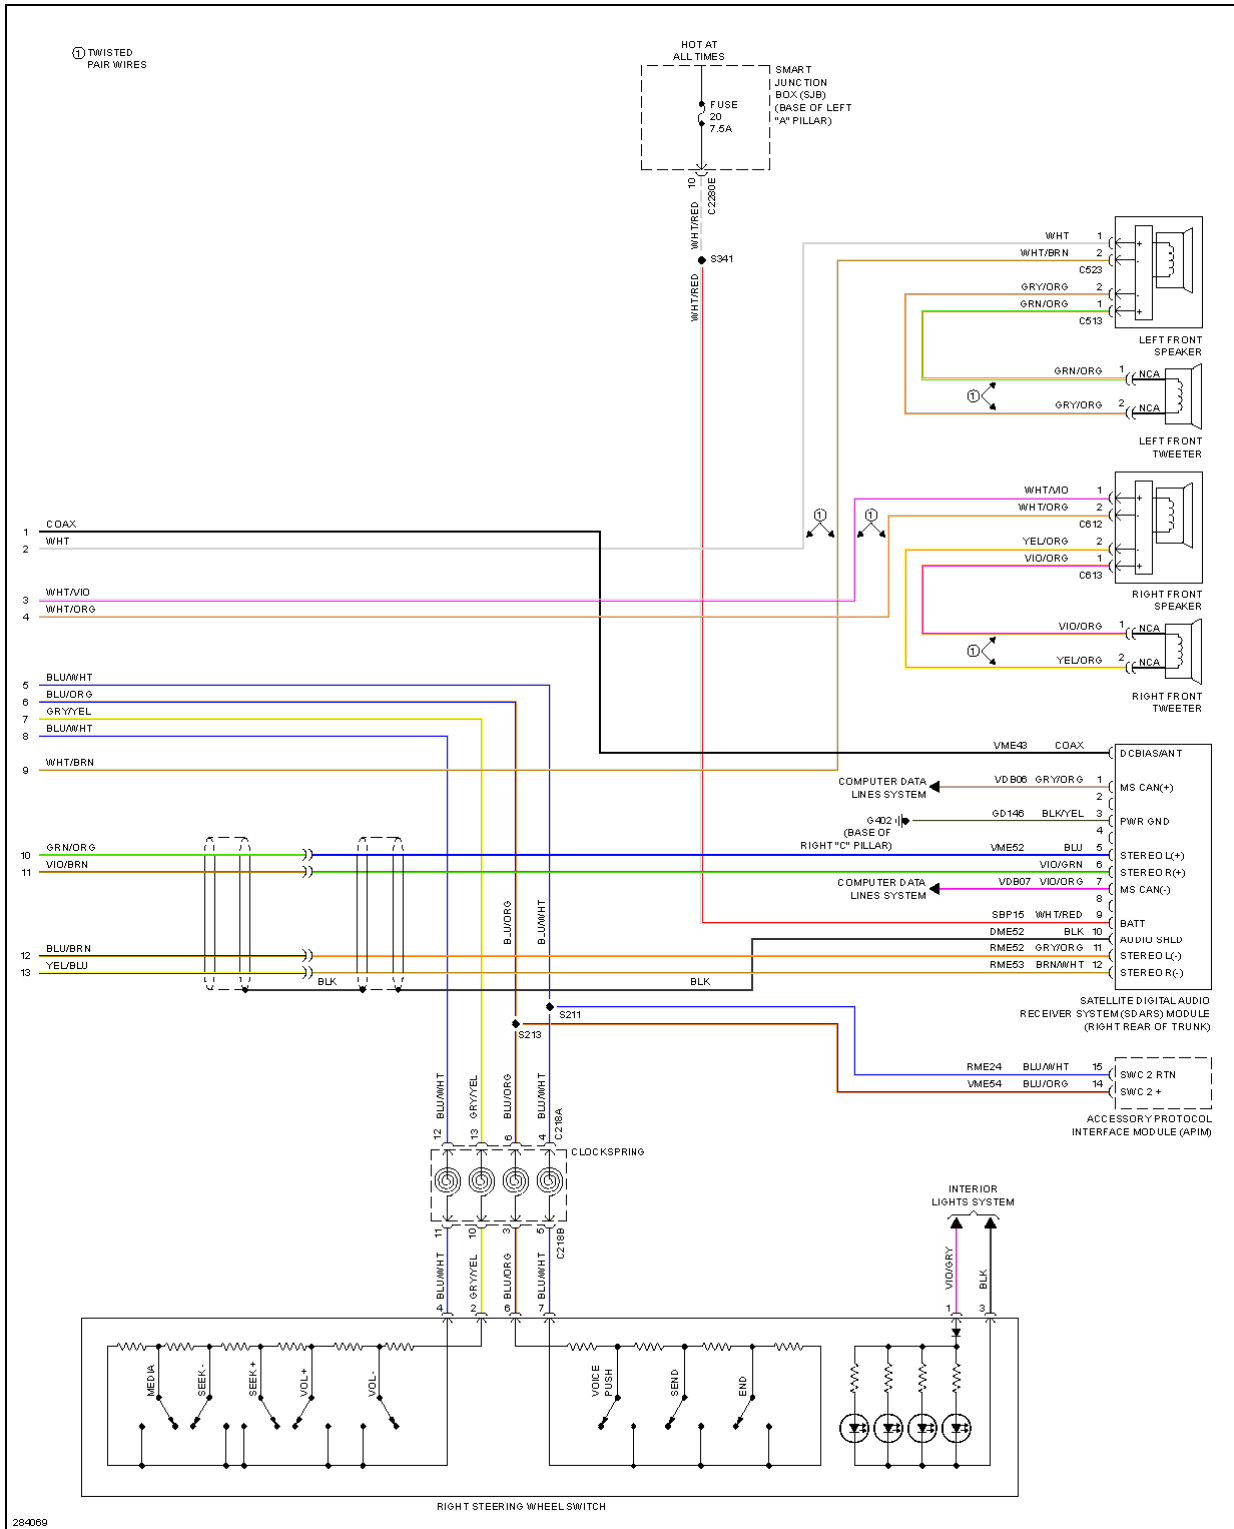 1 TWISTED
PAIR WIRES
HOT AT
ALL TIMES
SMART
JUNCTION
BOX (SJB)
(BASE OF LEFT
"A" PILLAR)
FUSE
20
7.5A
10
C2280E
WHT/RED
S341
WHT/RED
WHT 1
+
WHT/BRN 2
-
C523
GRY/ORG 2
-
GRN/ORG 1
+
C513
LEFT FRONT
SPEAKER
GRN/ORG 1 NCA
1
GRY/ORG 2 NCA
LEFT FRONT
TWEETER
WHT/VIO 1
+
WHT/ORG 2
-
C612
YEL/ORG 2
-
VIO/ORG 1
+
C613
RIGHT FRONT
SPEAKER
VIO/ORG 1 NCA
1
YEL/ORG 2 NCA
RIGHT FRONT
TWEETER
1
1
1 COAX
2 WHT
3 WHT/VIO
4 WHT/ORG
5 BLU/WHT
6 BLU/ORG
7 GRY/YEL
8 BLU/WHT
9 WHT/BRN
10 GRN/ORG
11 VIO/BRN
12 BLU/BRN
13 YEL/BLU
BLK
BLK
VME43 COAX DCBIAS/ANT
COMPUTER DATA
LINES SYSTEM
VDB06 GRY/ORG 1 MS CAN(+)
2
G402
(BASE OF
RIGHT "C" PILLAR)
GD146 BLK/YEL 3 PWR GND
4
VME52 BLU 5 STEREO L(+)
VIO/GRN 6 STEREO R(+)
COMPUTER DATA
LINES SYSTEM
VDB07 VIO/ORG 7 MS CAN(-)
8
SBP15 WHT/RED 9 BATT
DME52 BLK 10 AUDIO SHLD
RME52 GRY/ORG 11 STEREO L(-)
RME53 BRN/WHT 12 STEREO R(-)
SATELLITE DIGITAL AUDIO
RECEIVER SYSTEM (SDARS) MODULE
(RIGHT REAR OF TRUNK)
BLU/ORG
BLU/WHT
S211
S213
RME24 BLU/WHT 15 SWC 2 RTN
VME54 BLU/ORG 14 SWC 2 +
ACCESSORY PROTOCOL
INTERFACE MODULE (APIM)
BLU/WHT
GRY/YEL
BLU/ORG
BLU/WHT
12
13
6
4
C218A
CLOCKSPRING
11
10
3
5
C218B
BLU/WHT
GRY/YEL
BLU/ORG
BLU/WHT
4
2
6
7
INTERIOR
LIGHTS SYSTEM
VIO/GRY
BLK
1
3
MEDIA
SEEK -
SEEK +
VOL +
VOL -
VOICE
PUSH
SEND
END
RIGHT STEERING WHEEL SWITCH
284069